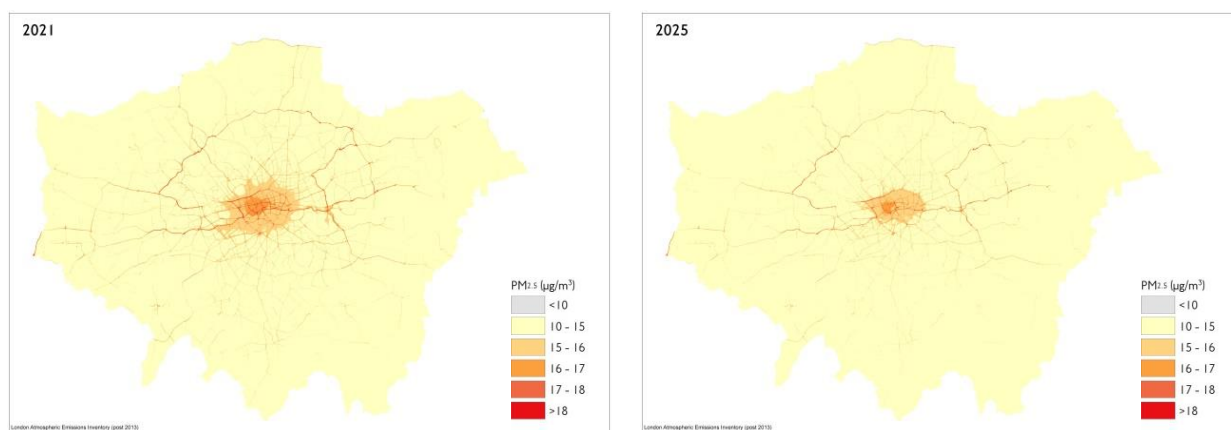 2021
PM2.5 (µg/m³)
<10
10 - 15
15 - 16
16 - 17
17 - 18
>18
London Atmospheric Emissions Inventory (post 2013)
2025
PM2.5 (µg/m³)
<10
10 - 15
15 - 16
16 - 17
17 - 18
>18
London Atmospheric Emissions Inventory (post 2013)